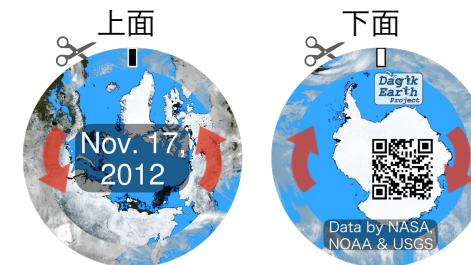 上面
下面
Nov. 17,
2012
Dagik
Earth
Project
Data by NASA,
NOAA & USGS